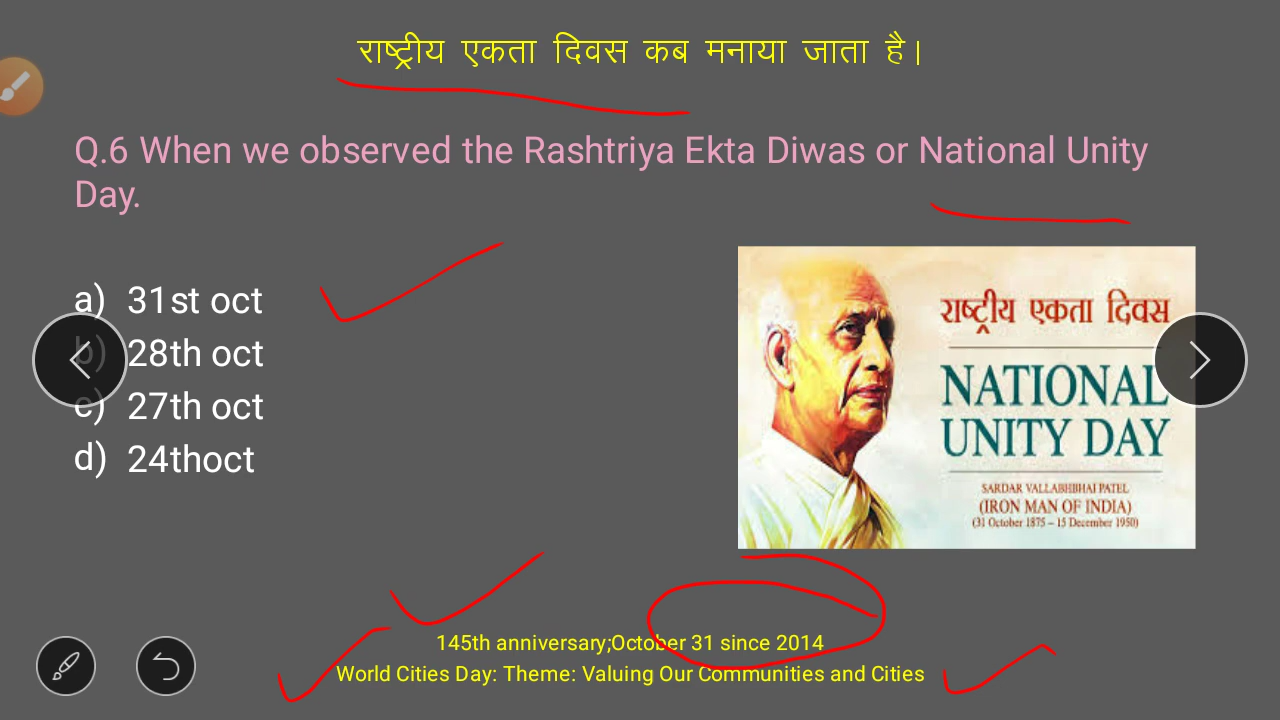 राष्ट्रीय एकता दिवस कब मनाया जाता है।
Q.6 When we observed the Rashtriya Ekta Diwas or National Unity
Day.
a) 31st oct
b) 28th oct
c) 27th oct
d) 24thoct
राष्ट्रीय एकता दिवस
NATIONAL
UNITY DAY
SARDAR VALLABHBHAI PATEL
(IRON MAN OF INDIA)
(31 October 1875 – 15 December 1950)
145th anniversary;October 31 since 2014
World Cities Day: Theme: Valuing Our Communities and Cities